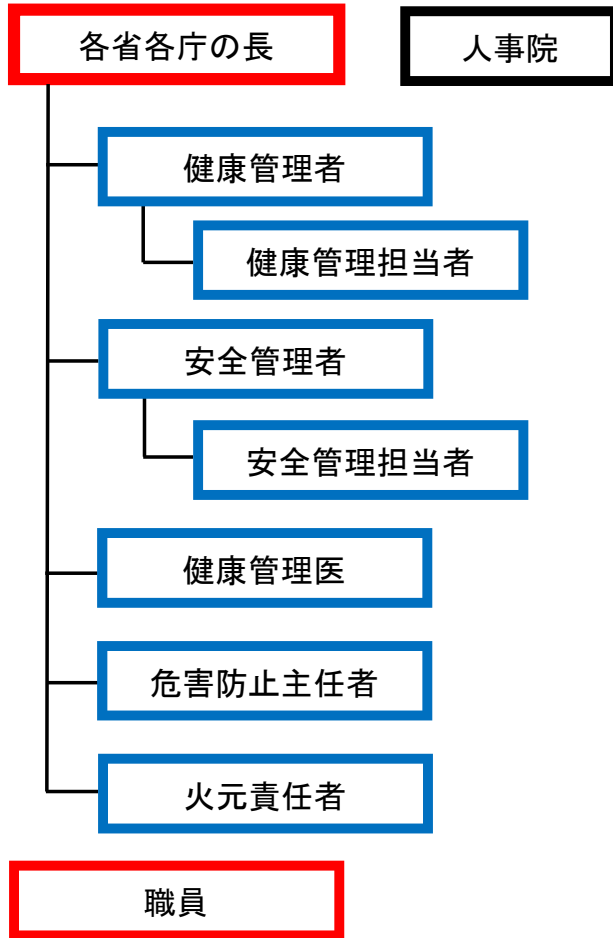 各省各庁の長
人事院
健康管理者
健康管理担当者
安全管理者
安全管理担当者
健康管理医
危害防止主任者
火元責任者
職員